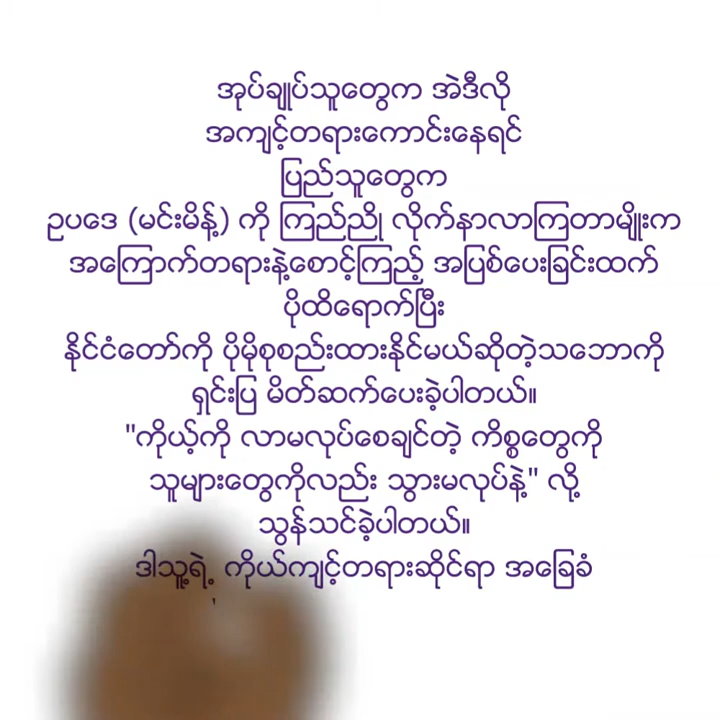 အုပ်ချုပ်သူတွေက အဲဒီလို
အကျင့်တရားကောင်းနေရင်
ပြည်သူတွေက
ဥပဒေ (မင်းမိန့်) ကို ကြည်ညို လိုက်နာလာကြတာမျိုးက
အကြောက်တရားနဲ့စောင့်ကြည့် အပြစ်ပေးခြင်းထက်
ပိုထိရောက်ပြီး
နိုင်ငံတော်ကို ပိုမိုစုစည်းထားနိုင်မယ်ဆိုတဲ့သဘောကို
ရှင်းပြ မိတ်ဆက်ပေးခဲ့ပါတယ်။
"ကိုယ့်ကို လာမလုပ်စေချင်တဲ့ ကိစ္စတွေကို
သူများတွေကိုလည်း သွားမလုပ်နဲ့" လို့
သွန်သင်ခဲ့ပါတယ်။
ဒါသူ့ရဲ့ ကိုယ်ကျင့်တရားဆိုင်ရာ အခြေခံ